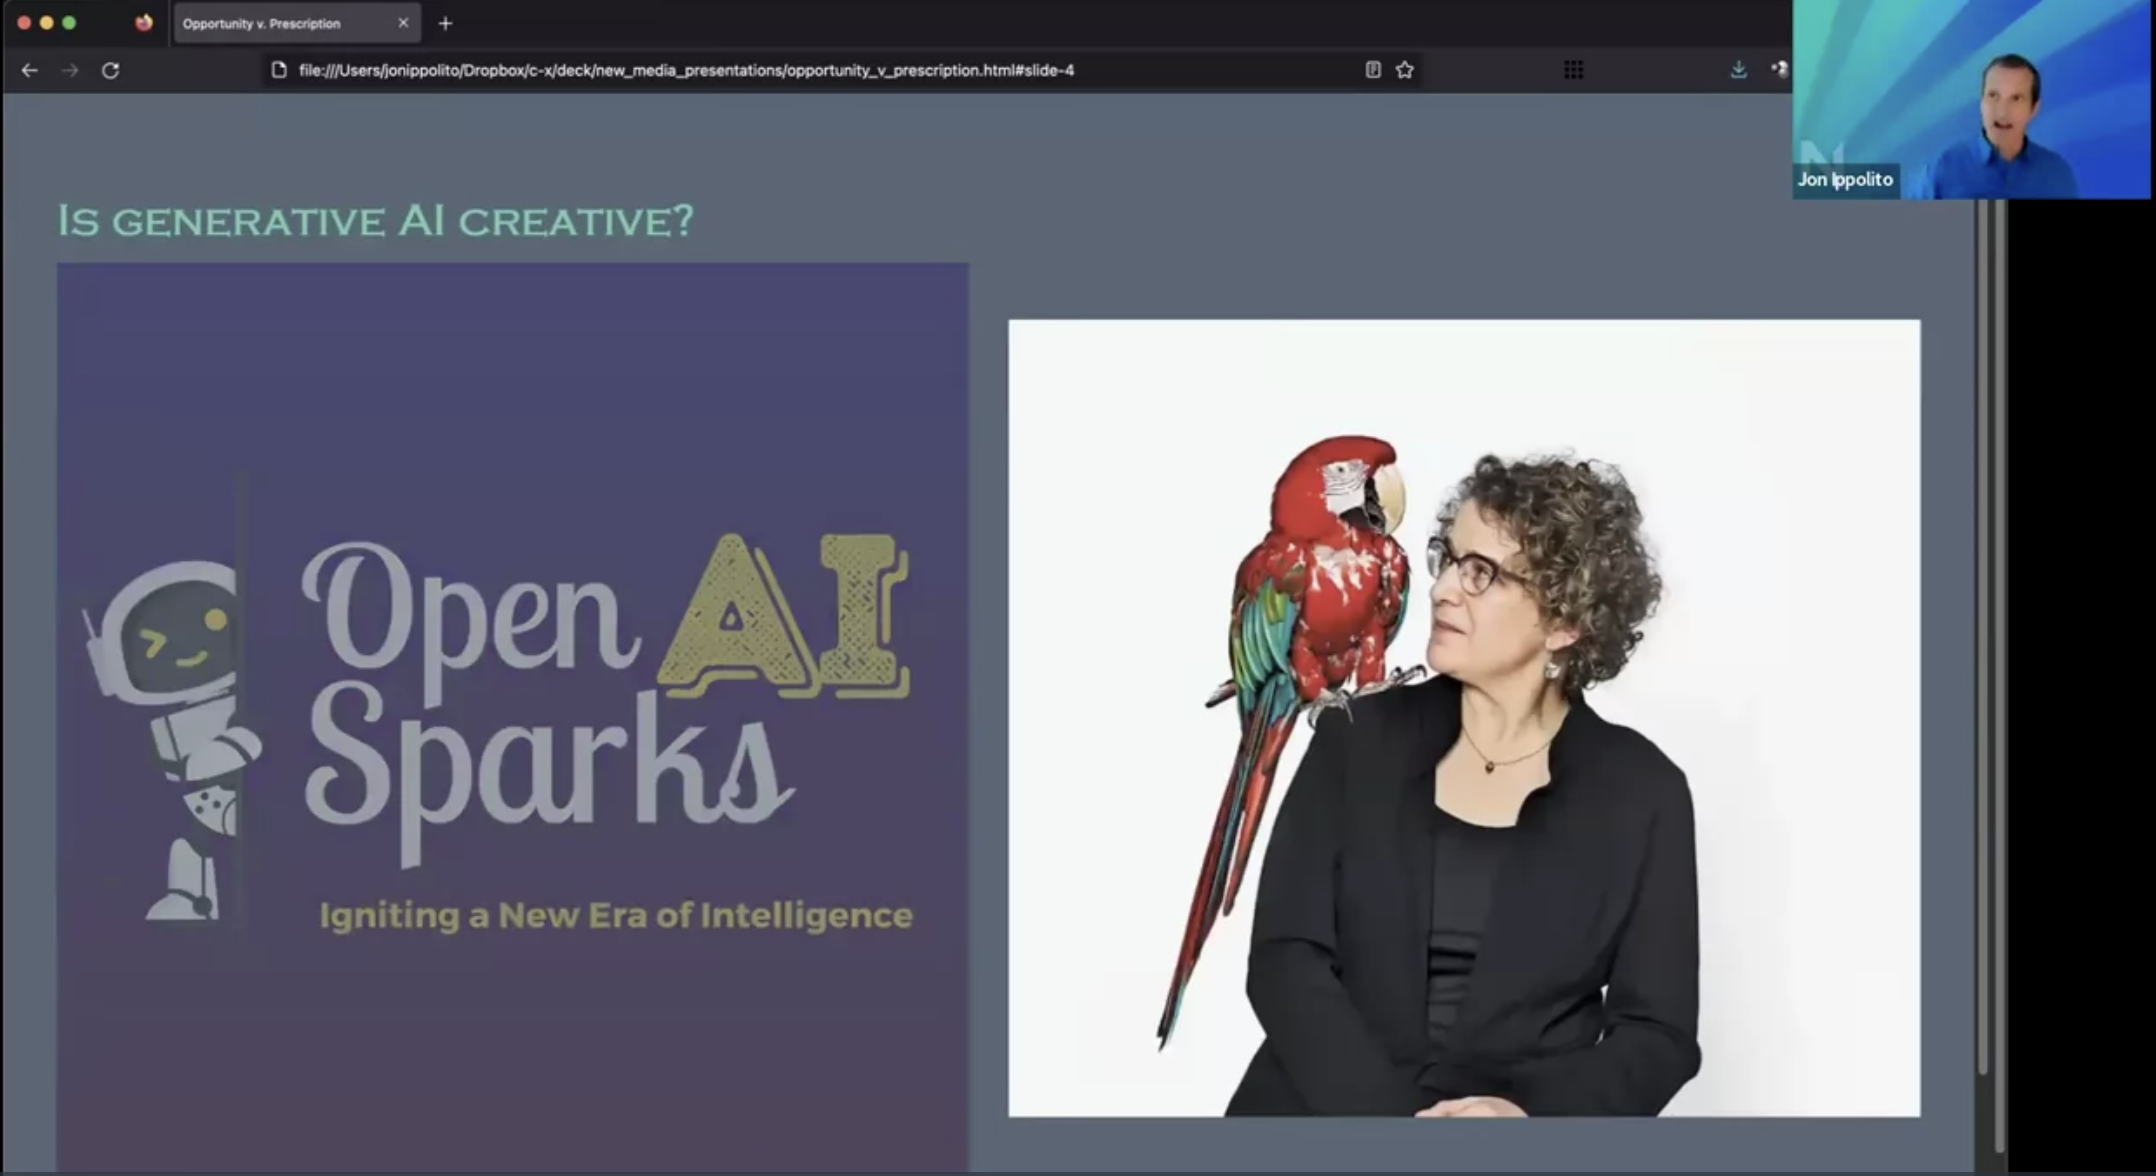 Opportunity v. Prescription
file:///Users/jonippolito/Dropbox/c-x/deck/new_media_presentations/opportunity_v_prescription.html#slide-4
Jon Ippolito
Is generative AI creative?
Open AI
Sparks
Igniting a New Era of Intelligence